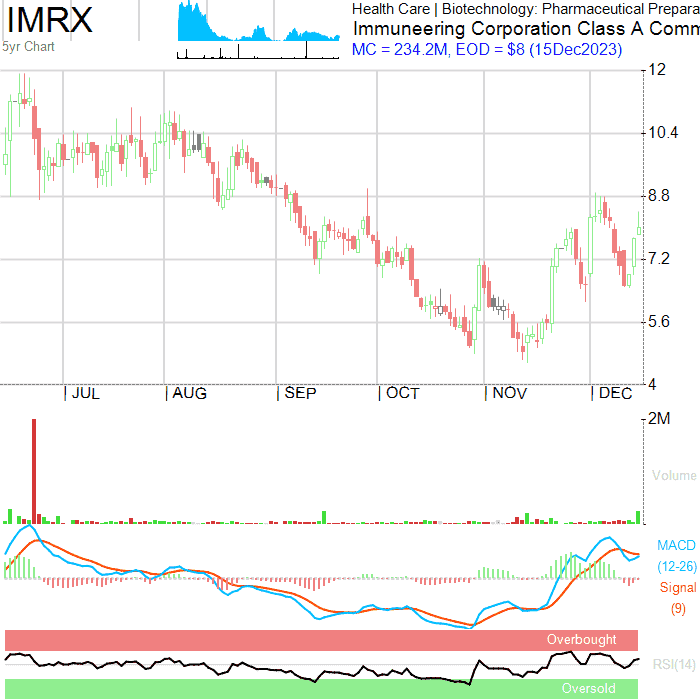 IMRX
5yr Chart
Health Care | Biotechnology: Pharmaceutical Prepara
Immuneering Corporation Class A Comm
MC = 234.2M, EOD = $8 (15Dec2023)
12
10.4
8.8
7.2
5.6
4
JUL
AUG
SEP
OCT
NOV
DEC
2M
Volume
MACD
(12-26)
Signal
(9)
Overbought
RSI(14)
Oversold